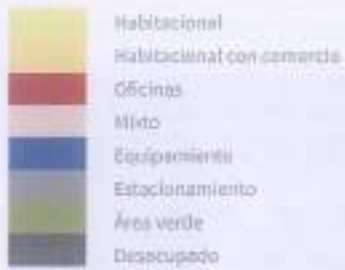 Habitacional
Habitacional con comercio
Oficinas
Mixto
Equipamiento
Estacionamiento
Área verde
Desocupado